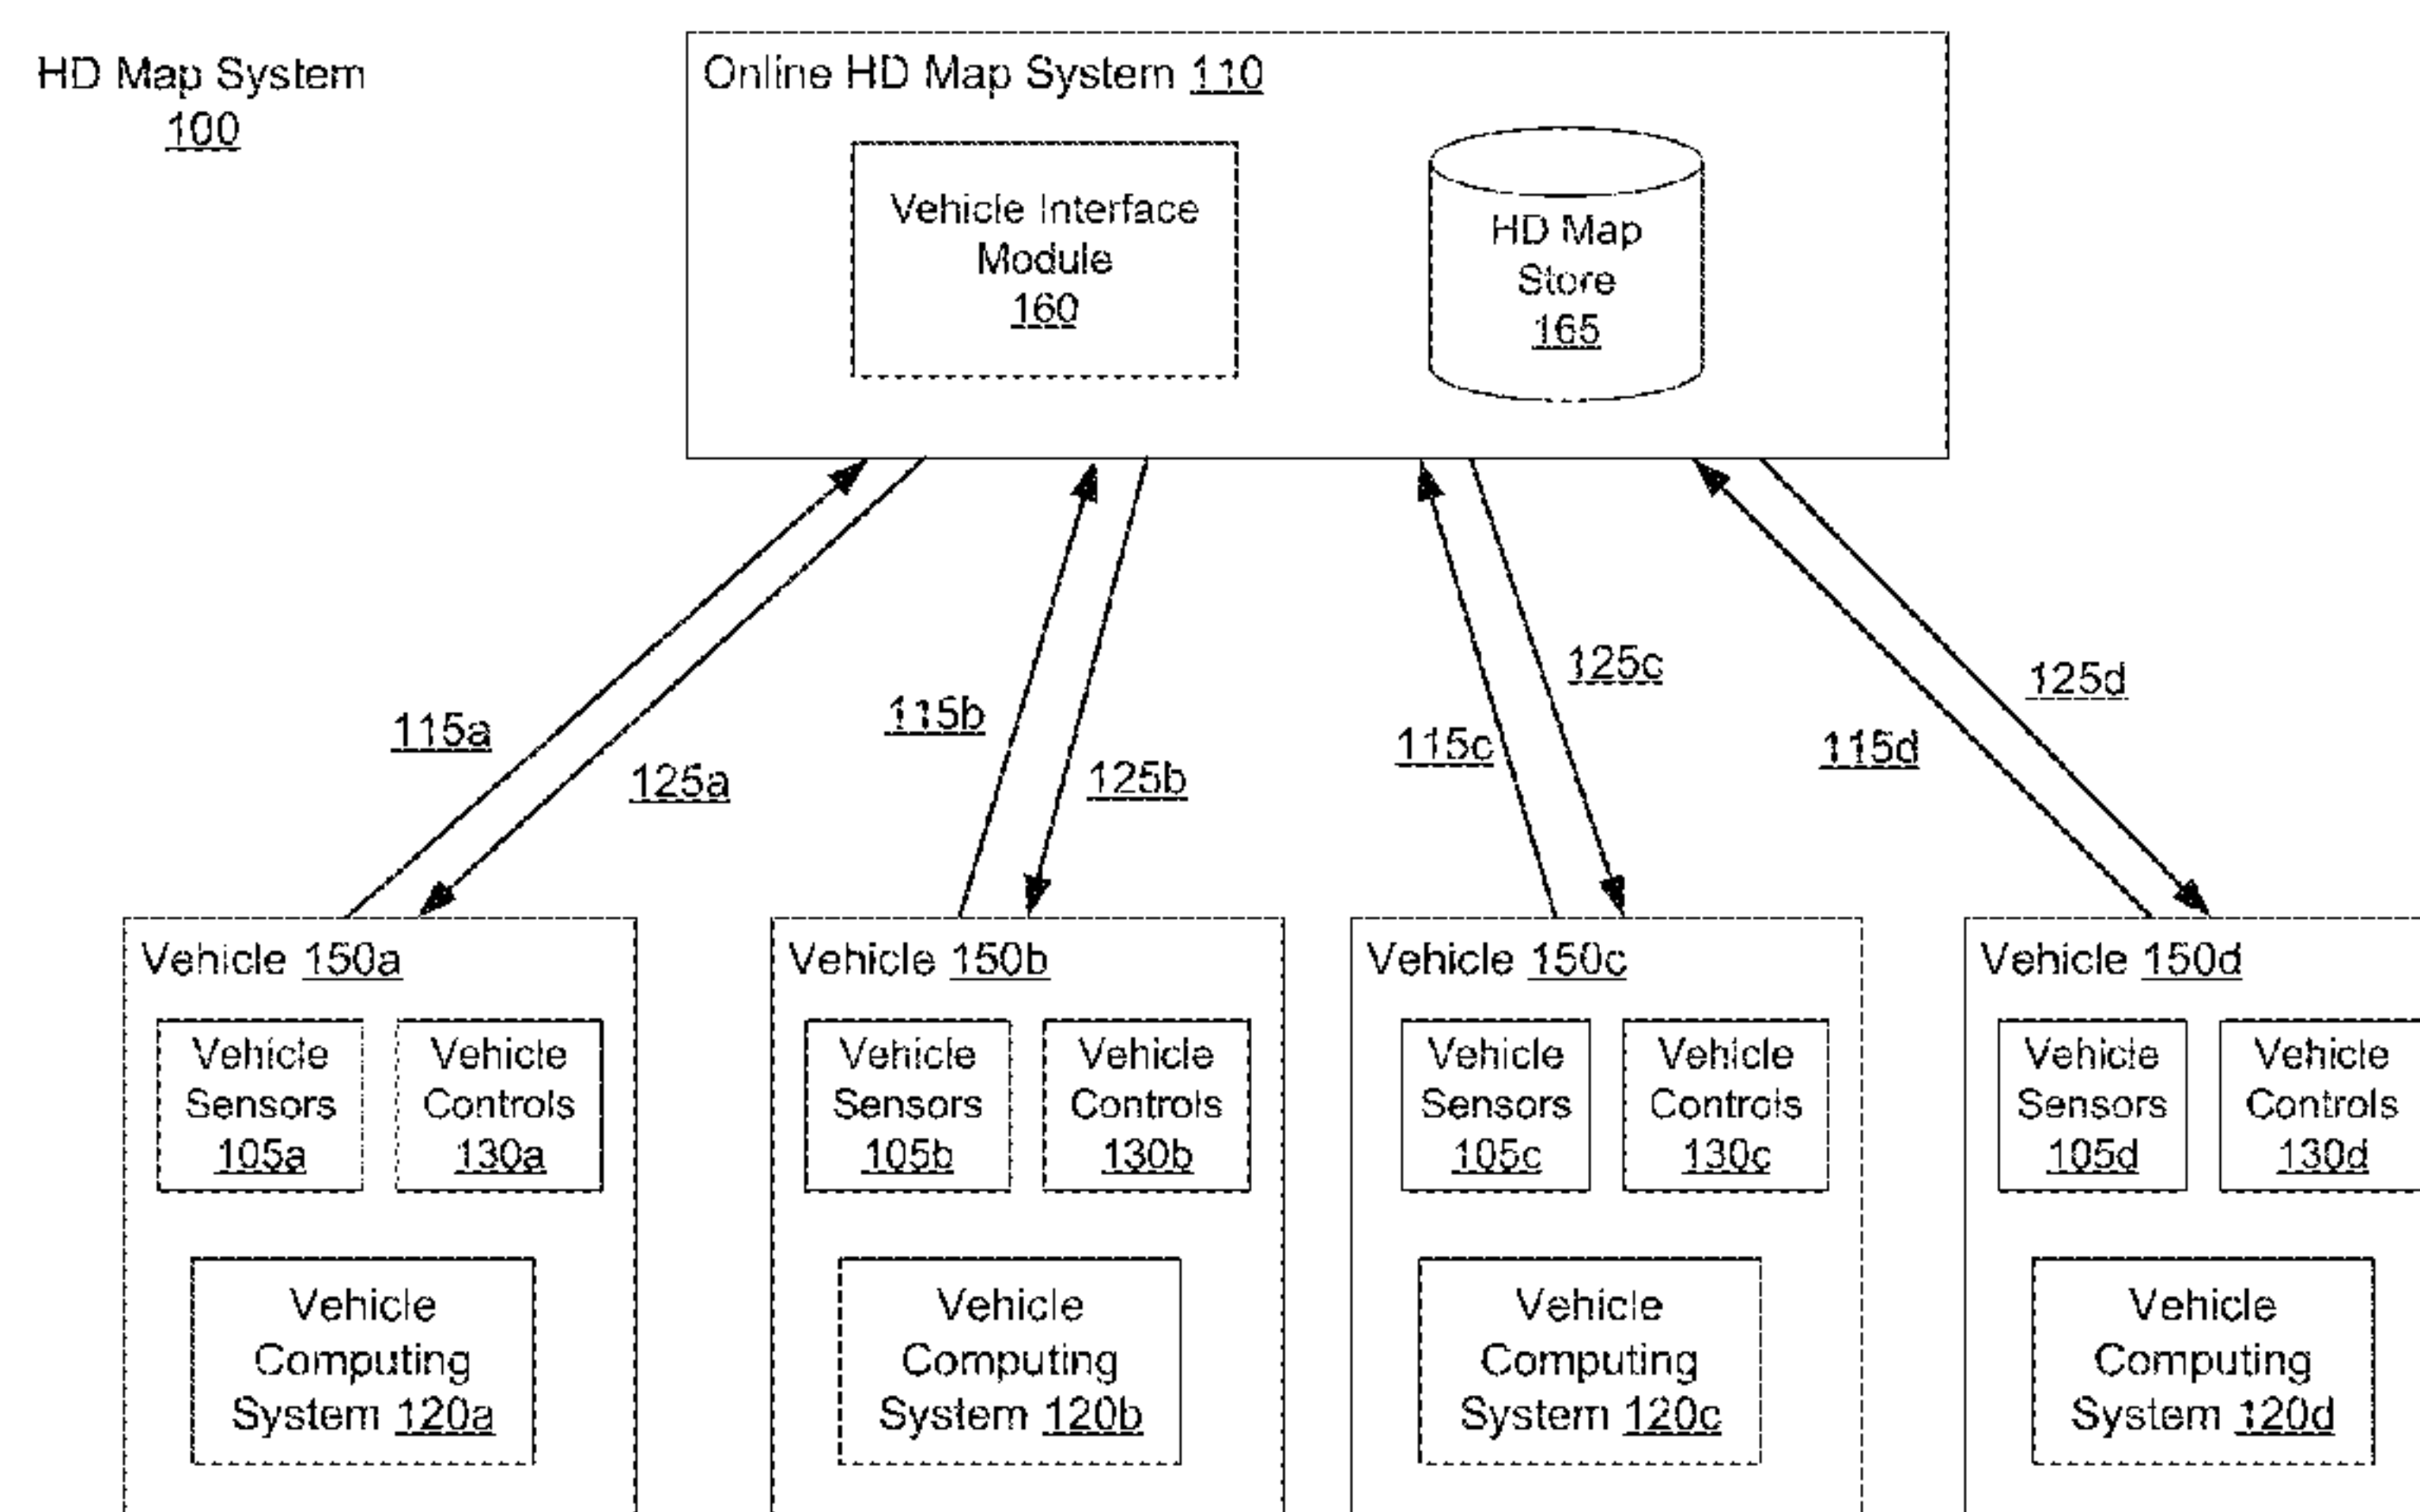 HD Map System
100
Online HD Map System 110
Vehicle Interface
Module
160
HD Map
Store
165
115a
125a
115b
125b
115c
125c
115d
125d
Vehicle 150a
Vehicle
Sensors
105a
Vehicle
Controls
130a
Vehicle
Computing
System 120a
Vehicle 150b
Vehicle
Sensors
105b
Vehicle
Controls
130b
Vehicle
Computing
System 120b
Vehicle 150c
Vehicle
Sensors
105c
Vehicle
Controls
130c
Vehicle
Computing
System 120c
Vehicle 150d
Vehicle
Sensors
105d
Vehicle
Controls
130d
Vehicle
Computing
System 120d